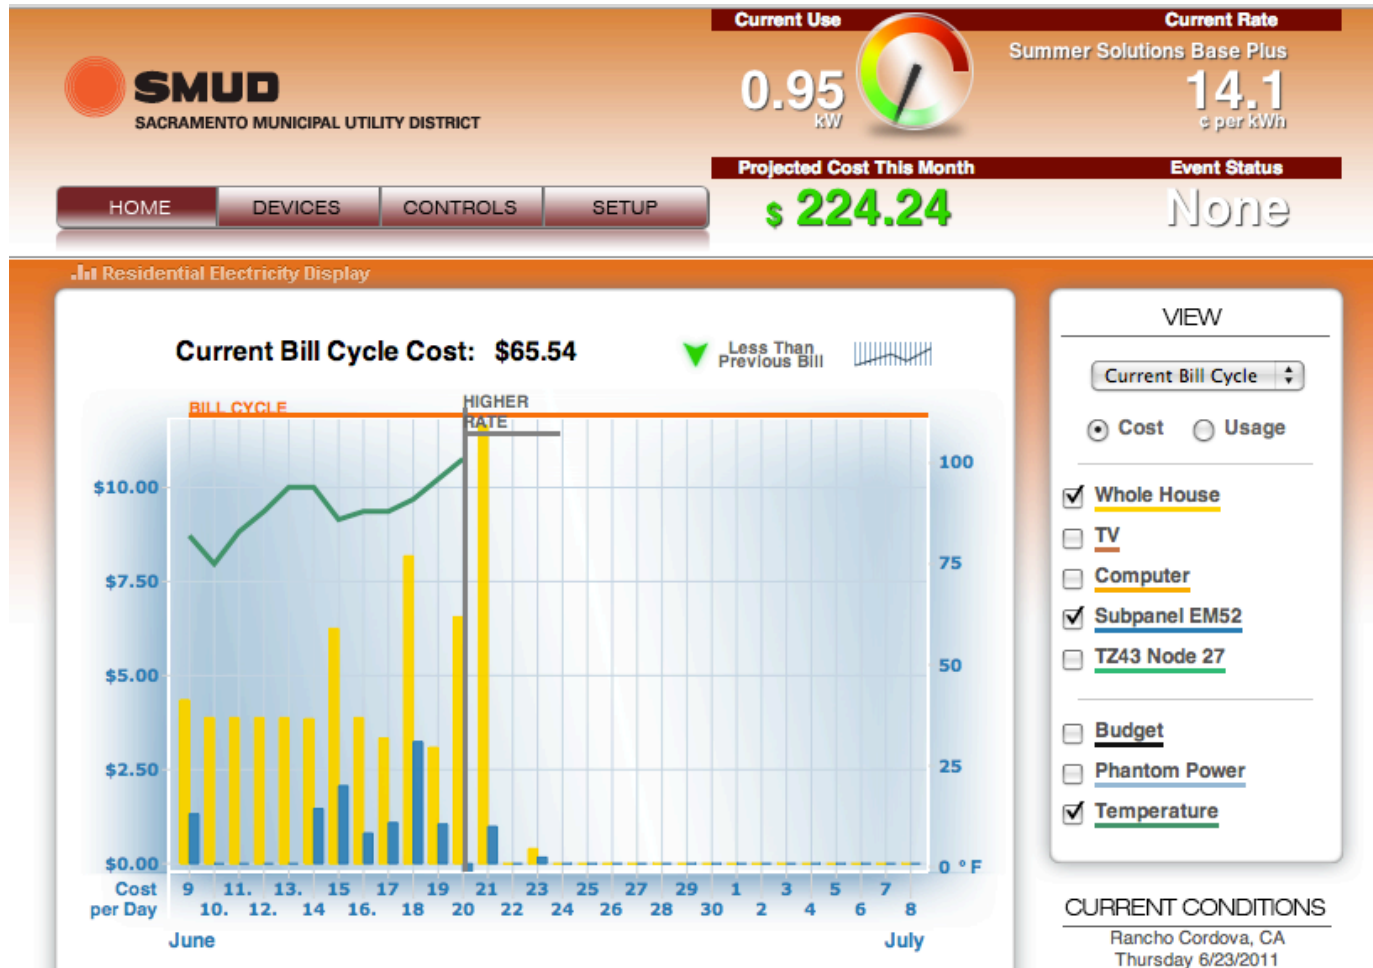 Current Use
Current Rate
Summer Solutions Base Plus
0.95
kW
14.1
¢ per kWh
SMUD
SACRAMENTO MUNICIPAL UTILITY DISTRICT
Projected Cost This Month
Event Status
$ 224.24
None
HOME
DEVICES
CONTROLS
SETUP
Residential Electricity Display
Current Bill Cycle Cost: $65.54
Less Than
Previous Bill
BILL CYCLE
HIGHER
RATE
$10.00
$7.50
$5.00
$2.50
$0.00
100
75
50
25
0 °F
Cost
per Day
9 11. 13. 15 17 19 21 23 25 27 29 1 3 5 7
10. 12. 14 16. 18 20 22 24 26 28 30 2 4 6 8
June
July
VIEW
Current Bill Cycle
Cost
Usage
Whole House
TV
Computer
Subpanel EM52
TZ43 Node 27
Budget
Phantom Power
Temperature
CURRENT CONDITIONS
Rancho Cordova, CA
Thursday 6/23/2011